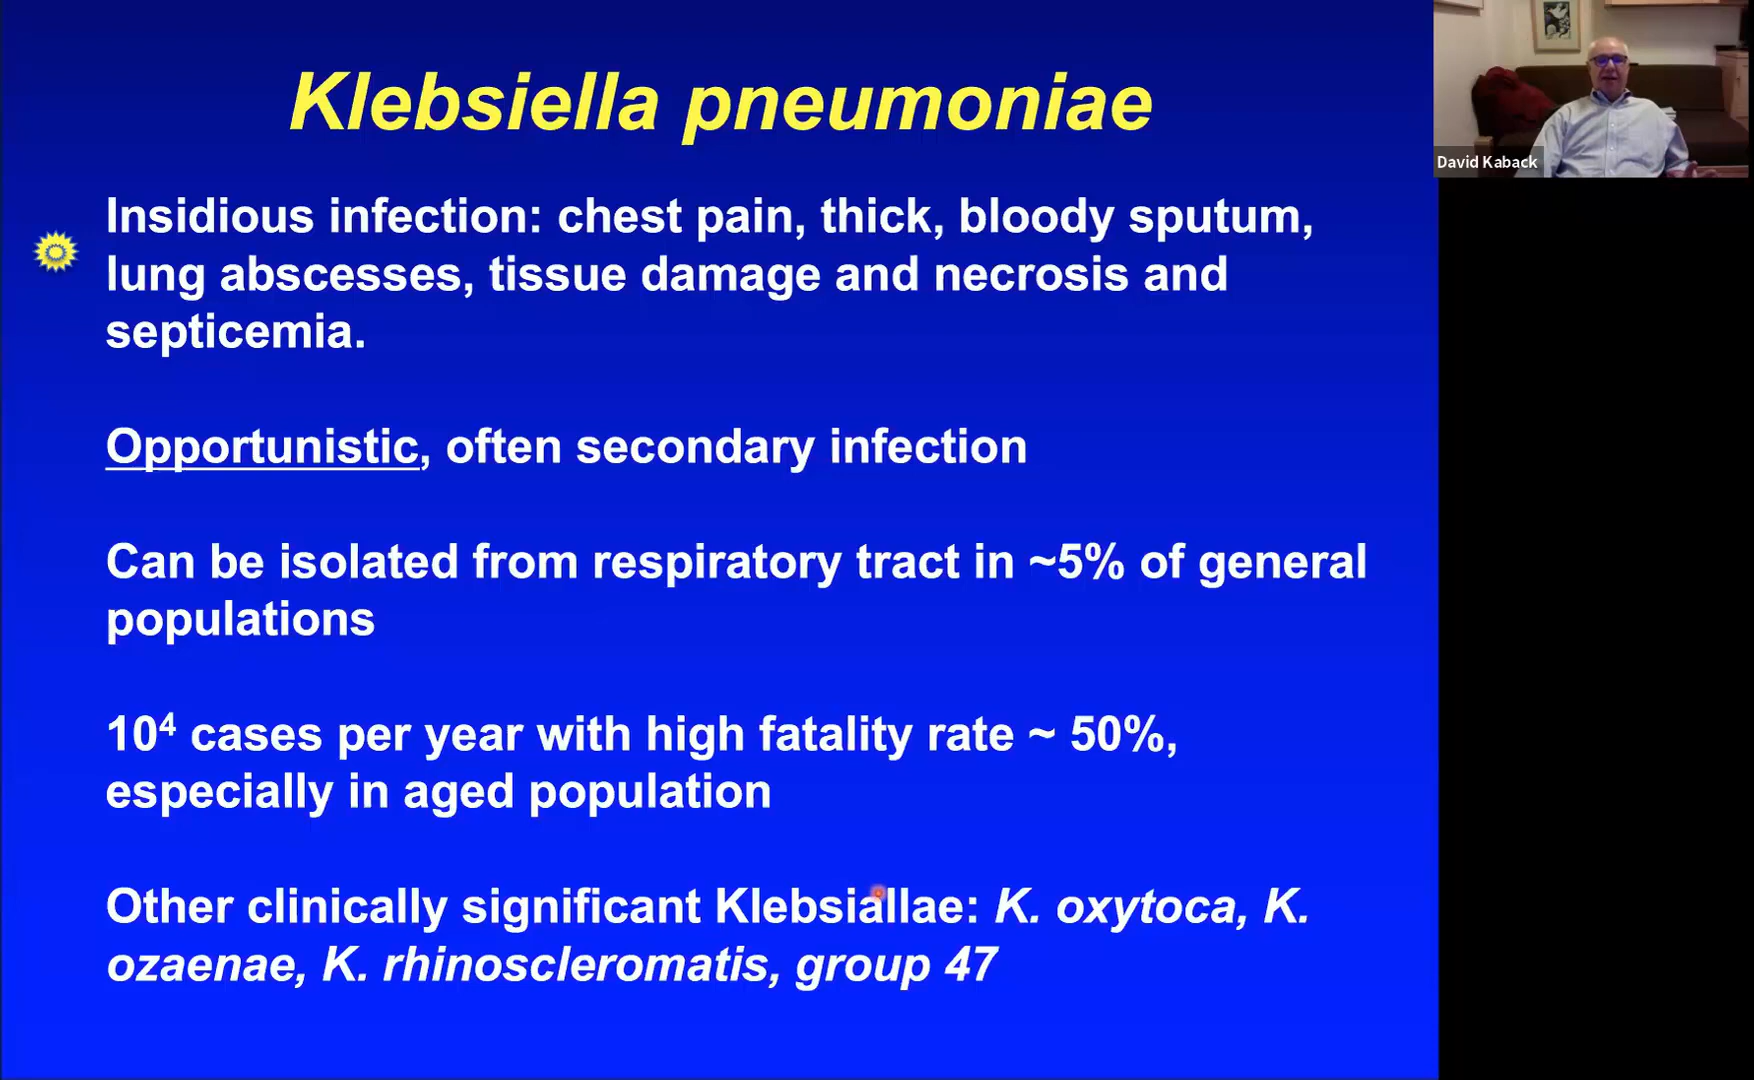 Klebsiella pneumoniae
David Kaback
Insidious infection: chest pain, thick, bloody sputum,
lung abscesses, tissue damage and necrosis and
septicemia.
Opportunistic, often secondary infection
Can be isolated from respiratory tract in ~5% of general
populations
10⁴ cases per year with high fatality rate ~ 50%,
especially in aged population
Other clinically significant Klebsiallae: K. oxytoca, K.
ozaenae, K. rhinoscleromatis, group 47